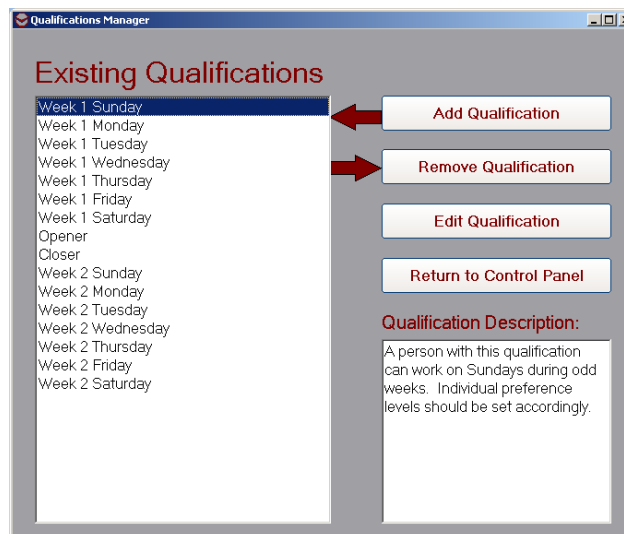 Qualifications Manager
Existing Qualifications
Week 1 Sunday
Week 1 Monday
Week 1 Tuesday
Week 1 Wednesday
Week 1 Thursday
Week 1 Friday
Week 1 Saturday
Opener
Closer
Week 2 Sunday
Week 2 Monday
Week 2 Tuesday
Week 2 Wednesday
Week 2 Thursday
Week 2 Friday
Week 2 Saturday
Add Qualification
Remove Qualification
Edit Qualification
Return to Control Panel
Qualification Description:
A person with this qualification
can work on Sundays during odd
weeks. Individual preference
levels should be set accordingly.